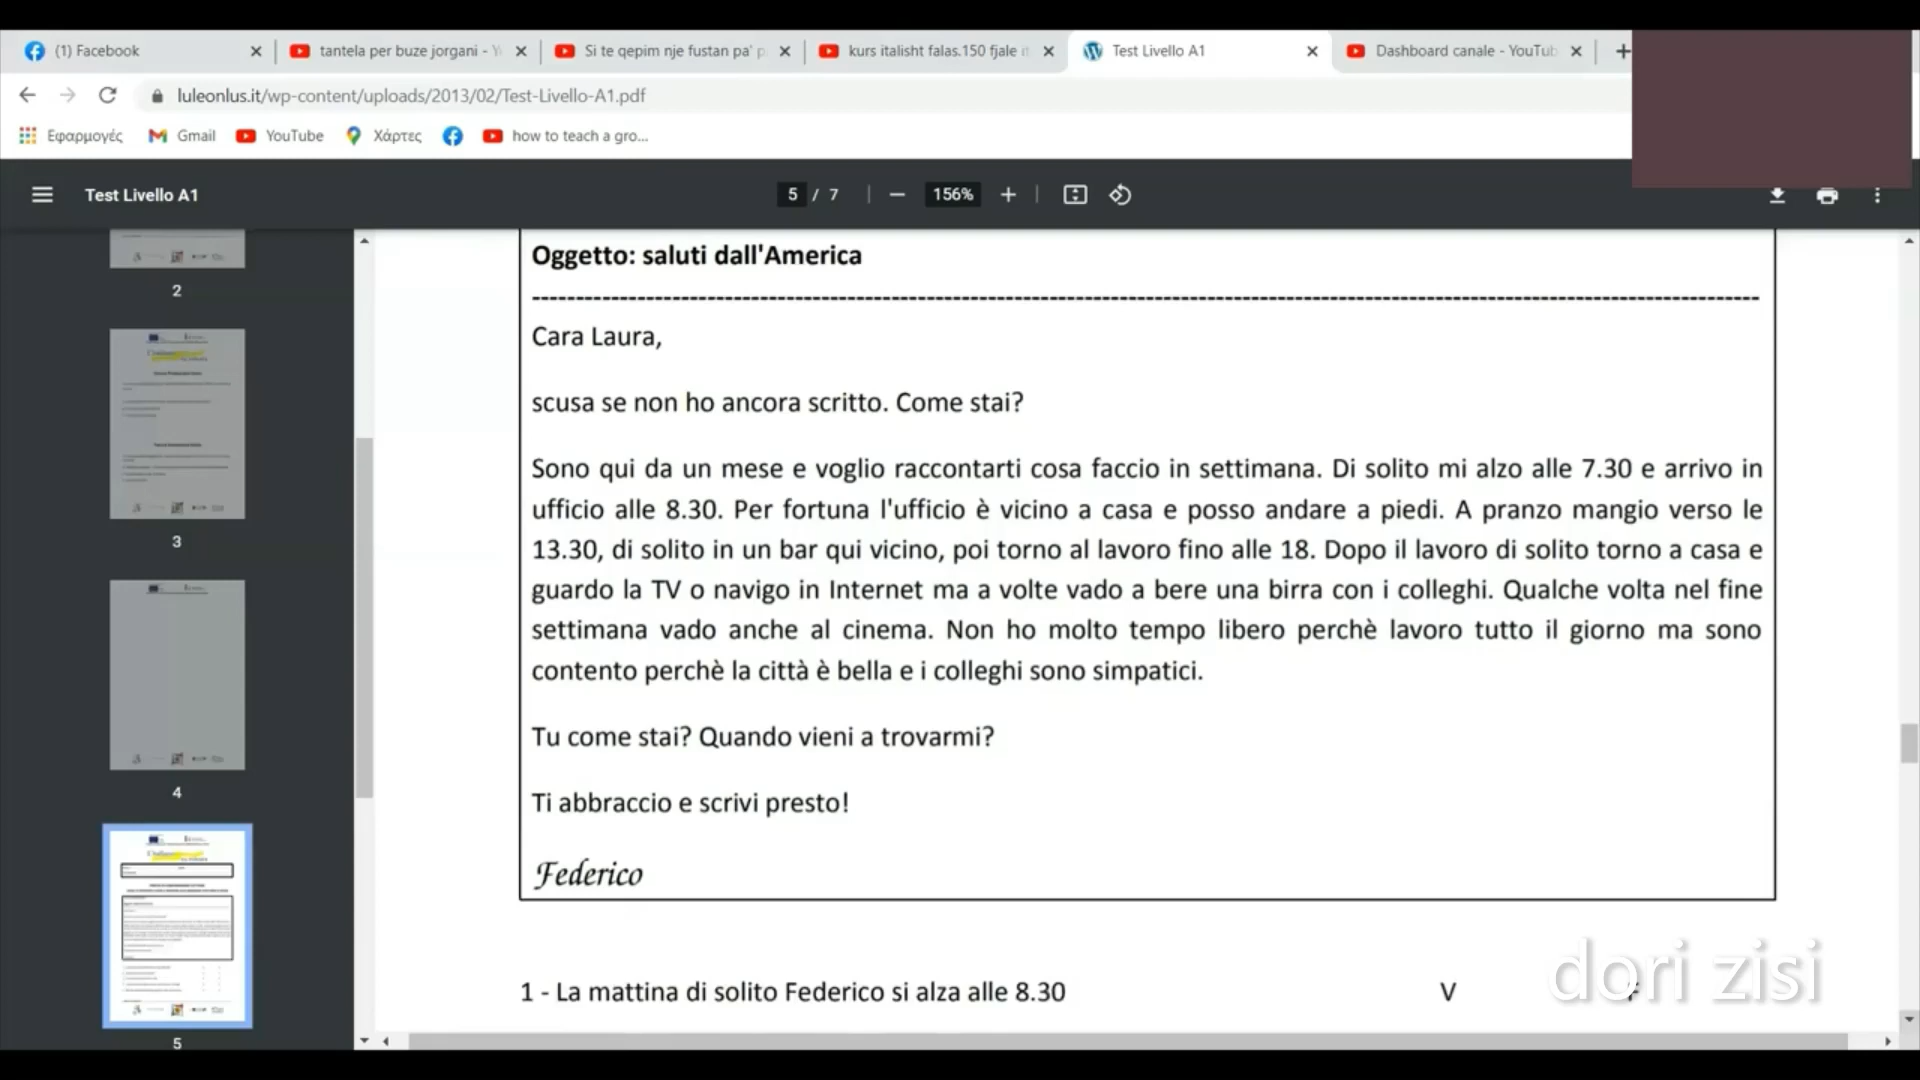 (1) Facebook
tantela per buze jorgani - Y
Si te qepim nje fustan pa' p
kurs italisht falas.150 fjale
Test Livello A1
Dashboard canale - YouTub
luleonlus.it/wp-content/uploads/2013/02/Test-Livello-A1.pdf
Εφαρμογές
Gmail
YouTube
Χάρτες
how to teach a gro...
Test Livello A1
5 / 7
156%
2
3
4
5
Oggetto: saluti dall'America
Cara Laura,
scusa se non ho ancora scritto. Come stai?
Sono qui da un mese e voglio raccontarti cosa faccio in settimana. Di solito mi alzo alle 7.30 e arrivo in
ufficio alle 8.30. Per fortuna l'ufficio è vicino a casa e posso andare a piedi. A pranzo mangio verso le
13.30, di solito in un bar qui vicino, poi torno al lavoro fino alle 18. Dopo il lavoro di solito torno a casa e
guardo la TV o navigo in Internet ma a volte vado a bere una birra con i colleghi. Qualche volta nel fine
settimana vado anche al cinema. Non ho molto tempo libero perchè lavoro tutto il giorno ma sono
contento perchè la città è bella e i colleghi sono simpatici.
Tu come stai? Quando vieni a trovarmi?
Ti abbraccio e scrivi presto!
Federico
1 - La mattina di solito Federico si alza alle 8.30 V F
dori zisi